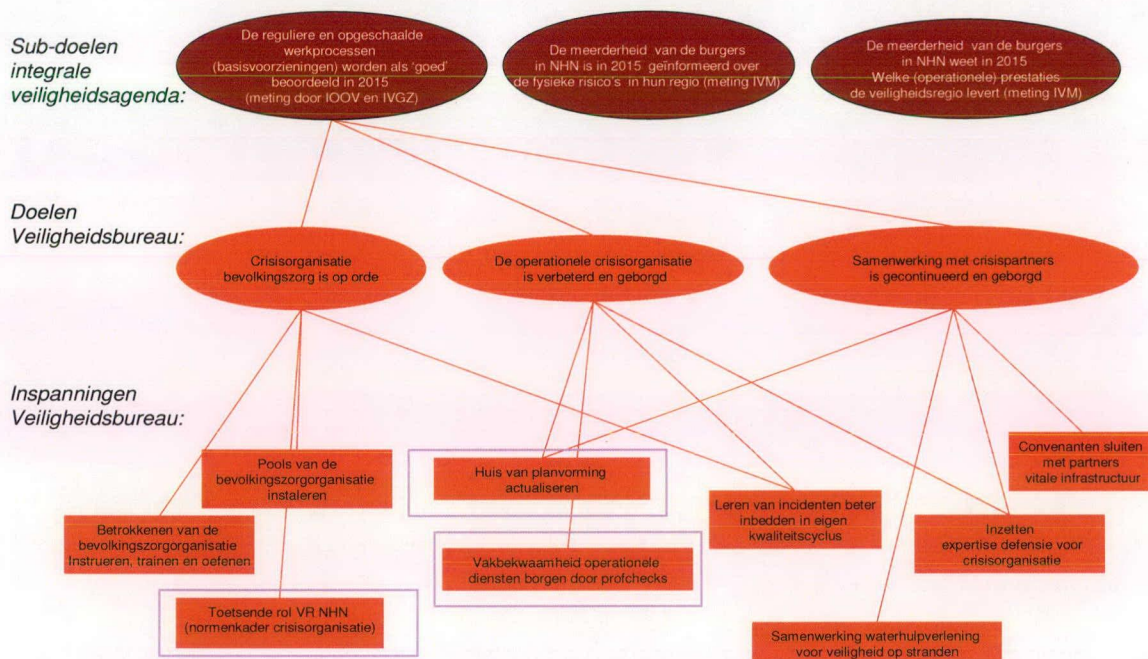 Sub-doelen
integrale
veiligheidsagenda:
De reguliere en opgeschaalde
werkprocessen
(basisvoorzieningen) worden als 'goed'
beoordeeld in 2015
(meting door IOOV en IVGZ)
De meerderheid van de burgers
in NHN is in 2015 geïnformeerd over
de fysieke risico's in hun regio (meting IVM)
De meerderheid van de burgers
in NHN weet in 2015
Welke (operationele) prestaties
de veiligheidsregio levert (meting IVM)
Doelen
Veiligheidsbureau:
Crisisorganisatie
bevolkingszorg is op orde
De operationele crisisorganisatie
is verbeterd en geborgd
Samenwerking met crisispartners
is gecontinueerd en geborgd
Inspanningen
Veiligheidsbureau:
Pools van de
bevolkingszorgorganisatie
instaleren
Huis van planvorming
actualiseren
Convenanten sluiten
met partners
vitale infrastructuur
Betrokkenen van de
bevolkingszorgorganisatie
Instrueren, trainen en oefenen
Leren van incidenten beter
inbedden in eigen
kwaliteitscyclus
Inzetten
expertise defensie voor
crisisorganisatie
Vakbekwaamheid operationele
diensten borgen door profchecks
Toetsende rol VR NHN
(normenkader crisisorganisatie)
Samenwerking waterhulpverlening
voor veiligheid op stranden